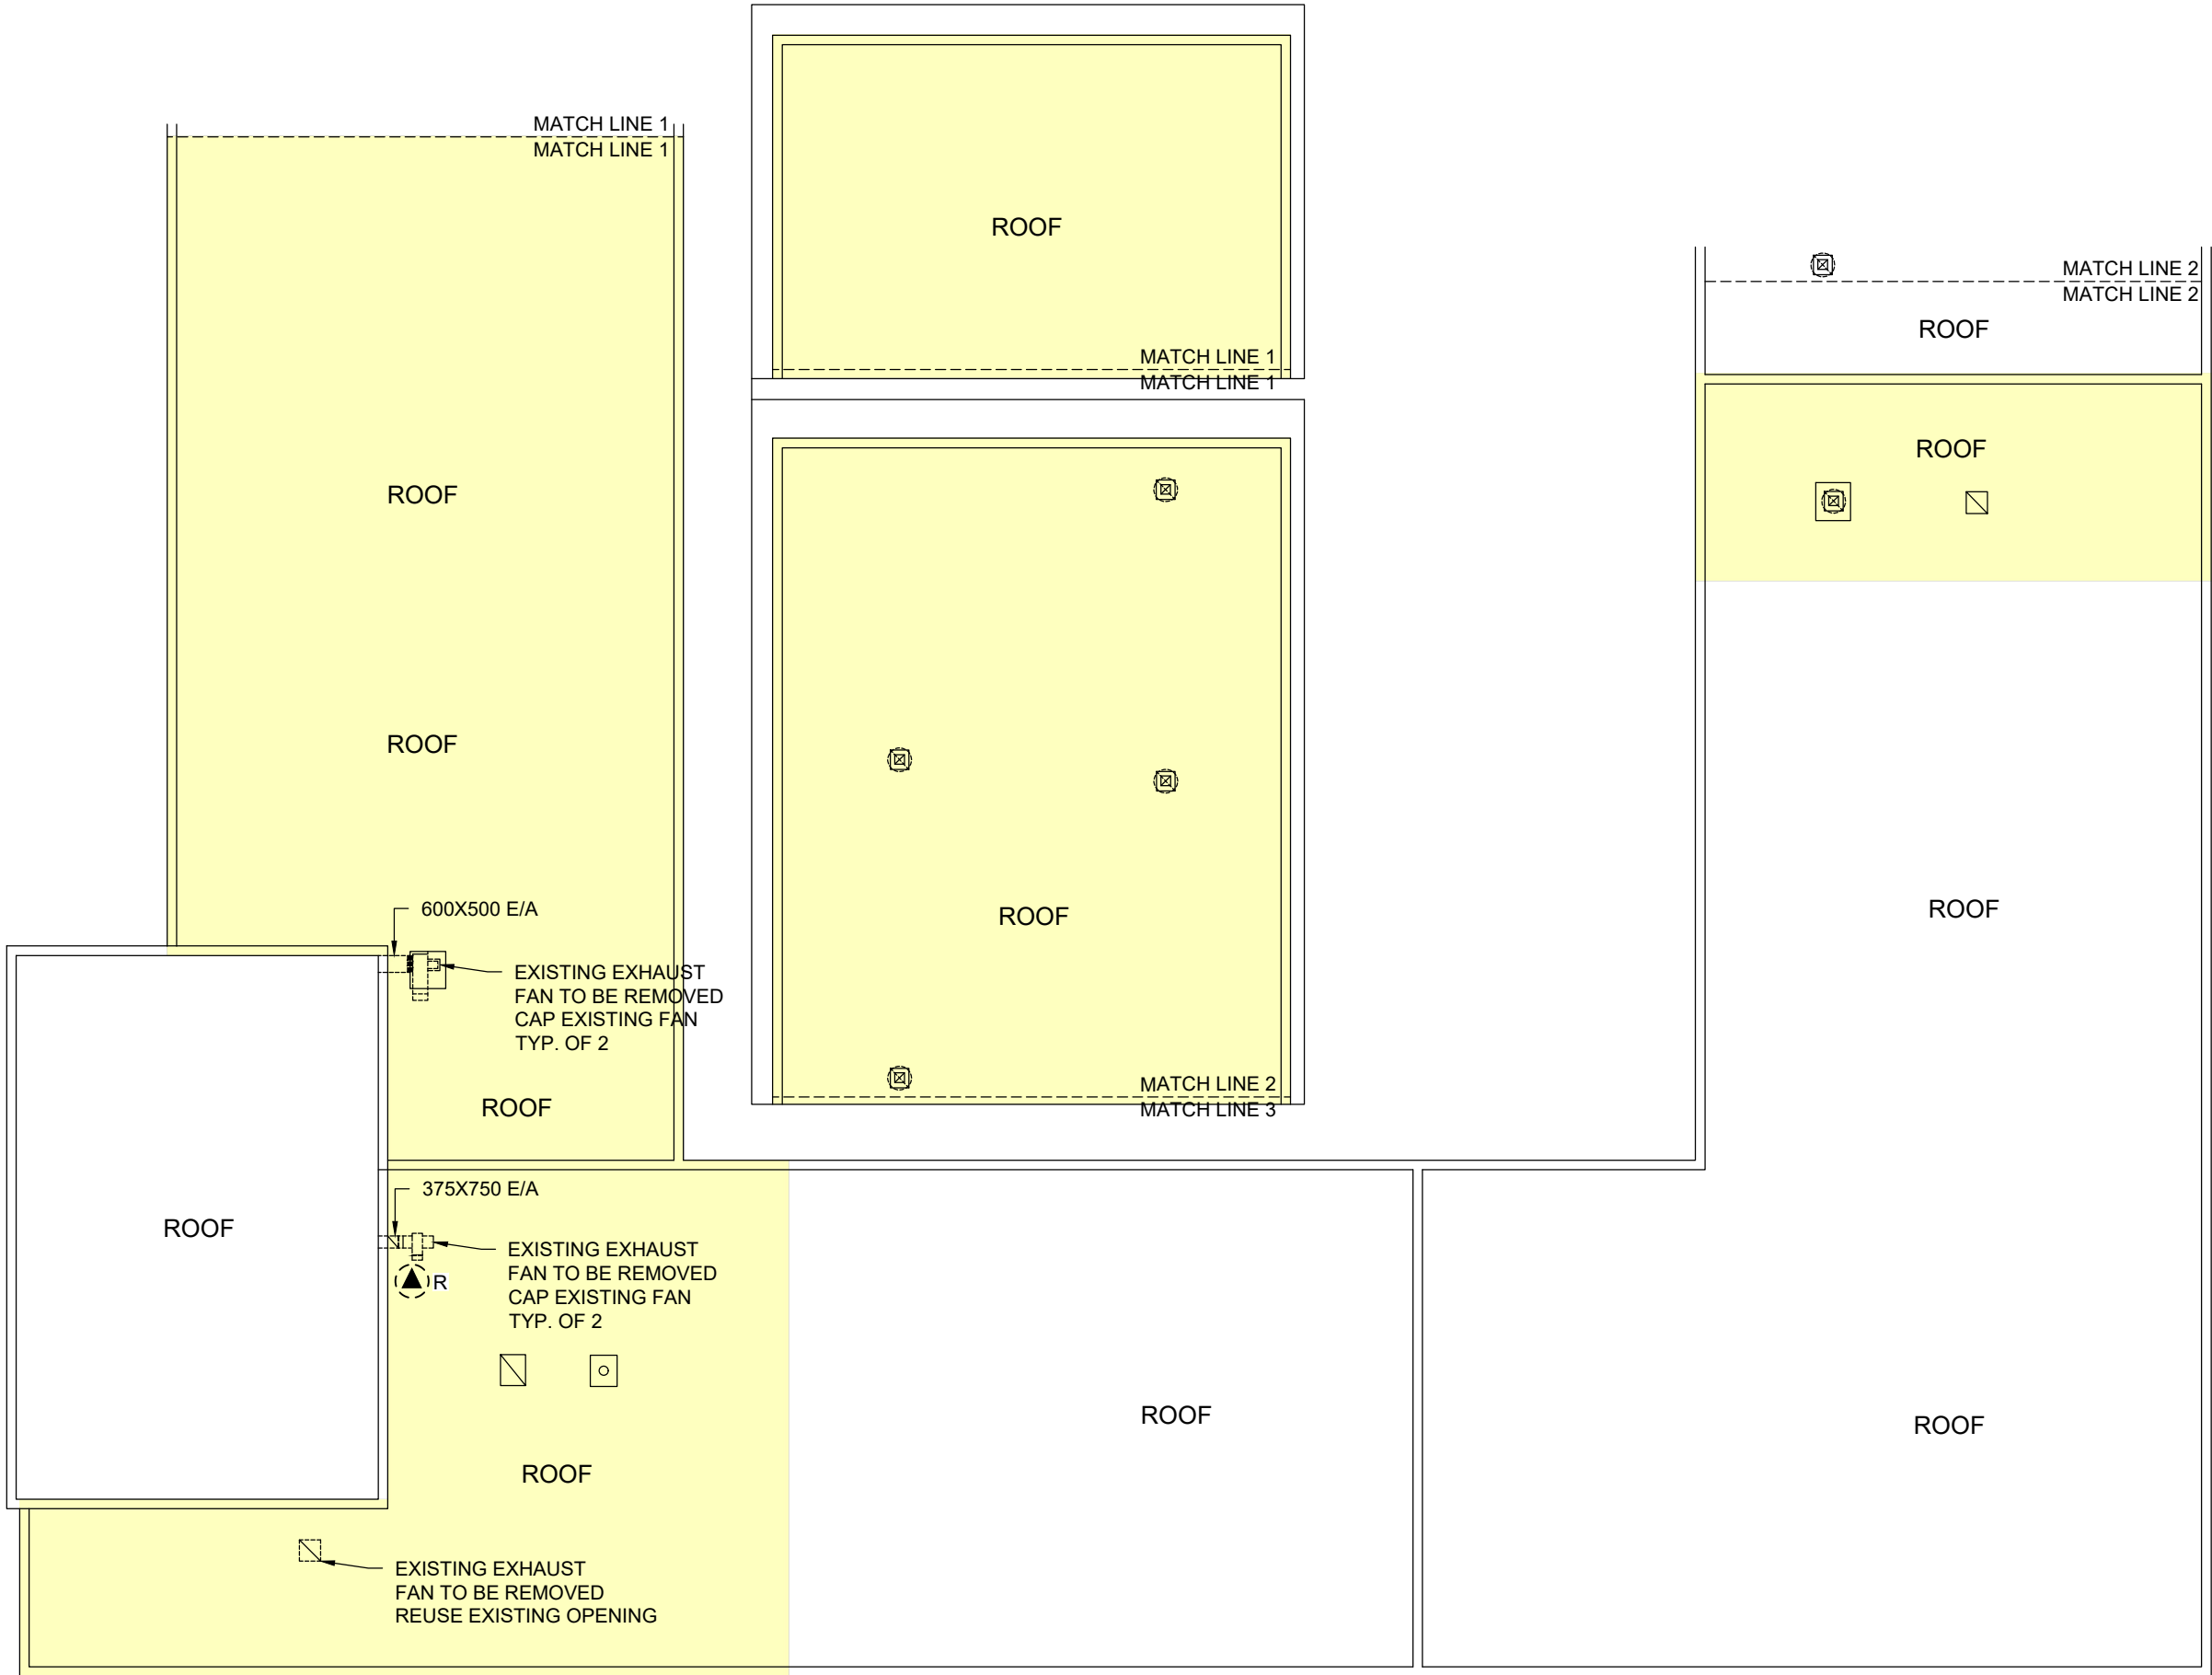 MATCH LINE 1
MATCH LINE 1
ROOF
ROOF
600X500 E/A
EXISTING EXHAUST
FAN TO BE REMOVED
CAP EXISTING FAN
TYP. OF 2
ROOF
375X750 E/A
ROOF
EXISTING EXHAUST
FAN TO BE REMOVED
CAP EXISTING FAN
TYP. OF 2
R
ROOF
EXISTING EXHAUST
FAN TO BE REMOVED
REUSE EXISTING OPENING
ROOF
MATCH LINE 1
MATCH LINE 1
ROOF
MATCH LINE 2
MATCH LINE 3
ROOF
MATCH LINE 2
MATCH LINE 2
ROOF
ROOF
ROOF
ROOF